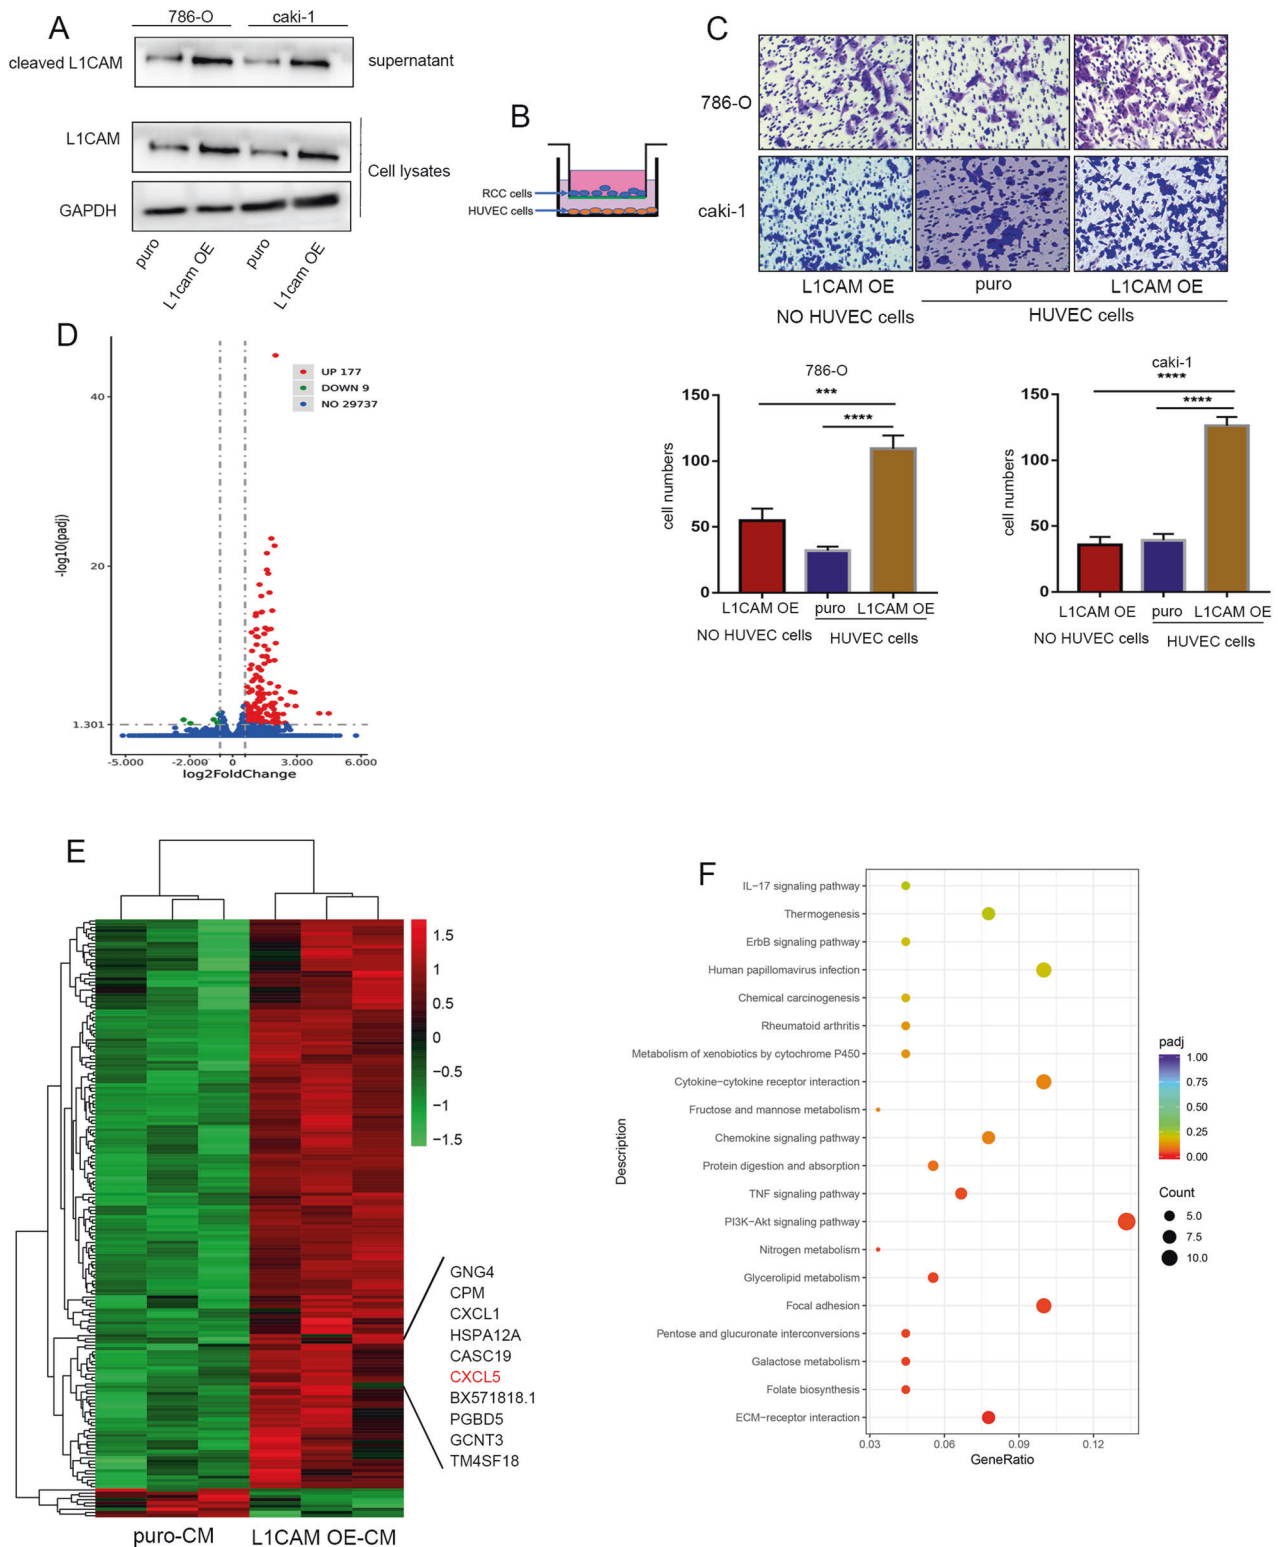 A
786-O
caki-1
cleaved L1CAM
supernatant
L1CAM
Cell lysates
GAPDH
puro
L1cam OE
puro
L1cam OE
B
RCC cells
HUVEC cells
C
786-O
caki-1
L1CAM OE
puro
L1CAM OE
NO HUVEC cells
HUVEC cells
786-O
***
****
150
100
50
0
cell numbers
L1CAM OE
puro
L1CAM OE
NO HUVEC cells
HUVEC cells
caki-1
****
****
150
100
50
0
cell numbers
L1CAM OE
puro
L1CAM OE
NO HUVEC cells
HUVEC cells
D
UP 177
DOWN 9
NO 29737
40
20
1.301
-log10(padj)
-5.000
-2.000
0
3.000
6.000
log2FoldChange
E
1.5
1
0.5
0
−0.5
−1
−1.5
GNG4
CPM
CXCL1
HSPA12A
CASC19
CXCL5
BX571818.1
PGBD5
GCNT3
TM4SF18
puro-CM
L1CAM OE-CM
F
IL−17 signaling pathway
Thermogenesis
ErbB signaling pathway
Human papillomavirus infection
Chemical carcinogenesis
Rheumatoid arthritis
Metabolism of xenobiotics by cytochrome P450
Cytokine−cytokine receptor interaction
Fructose and mannose metabolism
Chemokine signaling pathway
Protein digestion and absorption
TNF signaling pathway
PI3K−Akt signaling pathway
Nitrogen metabolism
Glycerolipid metabolism
Focal adhesion
Pentose and glucuronate interconversions
Galactose metabolism
Folate biosynthesis
ECM−receptor interaction
Description
0.03
0.06
0.09
0.12
GeneRatio
padj
1.00
0.75
0.50
0.25
0.00
Count
5.0
7.5
10.0